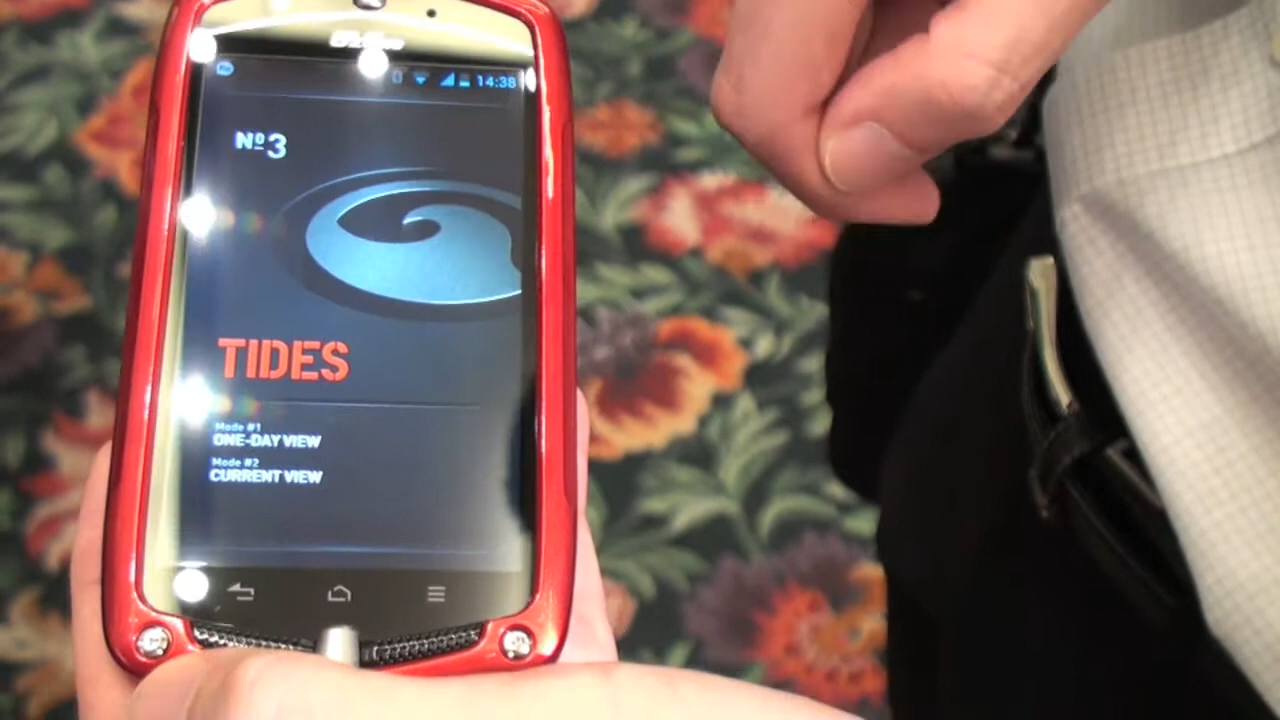 14:38
Nº3
TIDES
Mode #1
ONE-DAY VIEW
Mode #2
CURRENT VIEW